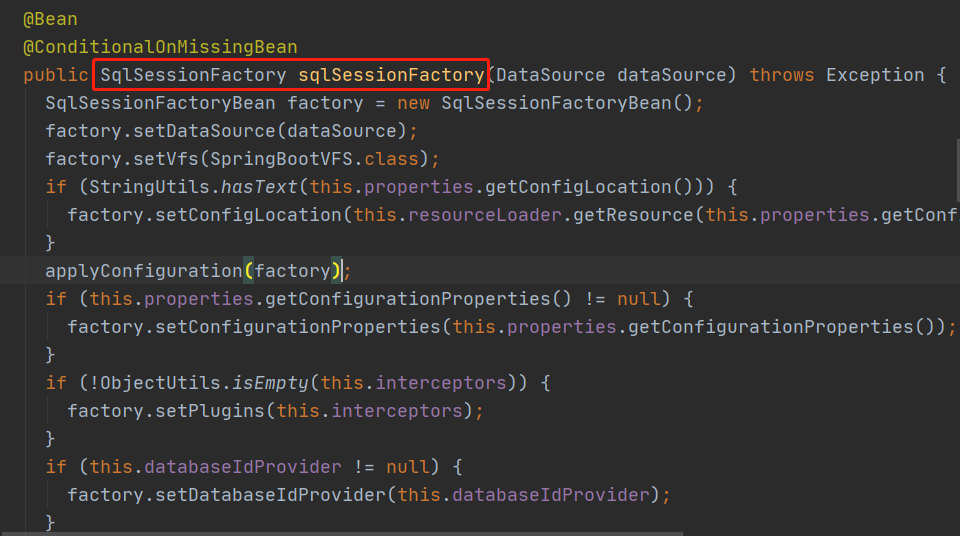 @Bean
@ConditionalOnMissingBean
public SqlSessionFactory sqlSessionFactory(DataSource dataSource) throws Exception {
SqlSessionFactoryBean factory = new SqlSessionFactoryBean();
factory.setDataSource(dataSource);
factory.setVfs(SpringBootVFS.class);
if (StringUtils.hasText(this.properties.getConfigLocation())) {
factory.setConfigLocation(this.resourceLoader.getResource(this.properties.getConf
}
applyConfiguration(factory);
if (this.properties.getConfigurationProperties() != null) {
factory.setConfigurationProperties(this.properties.getConfigurationProperties());
}
if (!ObjectUtils.isEmpty(this.interceptors)) {
factory.setPlugins(this.interceptors);
}
if (this.databaseIdProvider != null) {
factory.setDatabaseIdProvider(this.databaseIdProvider);
}